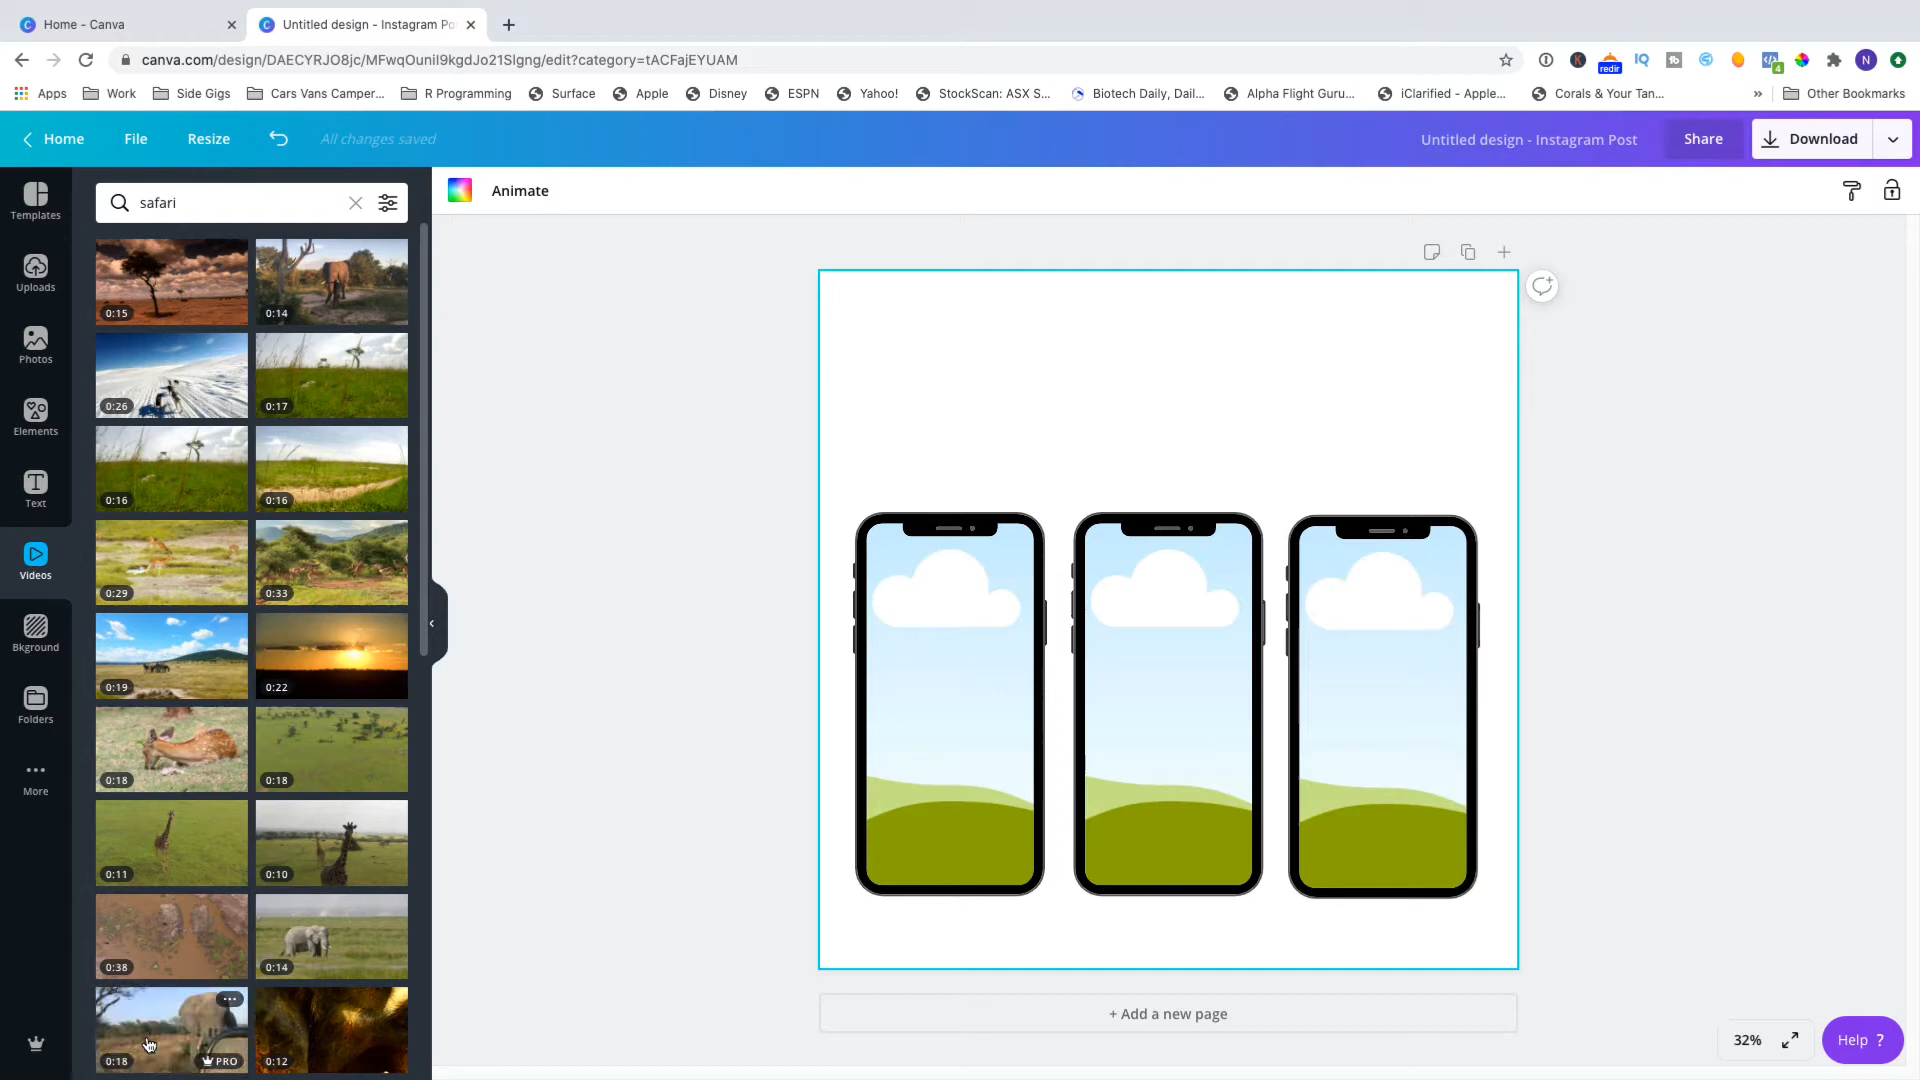 Home - Canva
Untitled design - Instagram Po
canva.com/design/DAECYRJO8jc/MFwqOuniI9kgdJo21SIgng/edit?category=tACFajEYUAM
redir
4
N
Apps
Work
Side Gigs
Cars Vans Camper...
R Programming
Surface
Apple
Disney
ESPN
Yahoo!
StockScan: ASX S...
Biotech Daily, Dail...
Alpha Flight Guru...
iClarified - Apple...
Corals & Your Tan...
»
Other Bookmarks
Home
File
Resize
All changes saved
Untitled design - Instagram Post
Share
Download
Templates
Uploads
Photos
Elements
Text
Videos
Bkground
Folders
More
safari
0:15
0:14
0:26
0:17
0:16
0:16
0:29
0:33
0:19
0:22
0:18
0:18
0:11
0:10
0:38
0:14
0:18
PRO
0:12
Animate
+ Add a new page
32%
Help ?